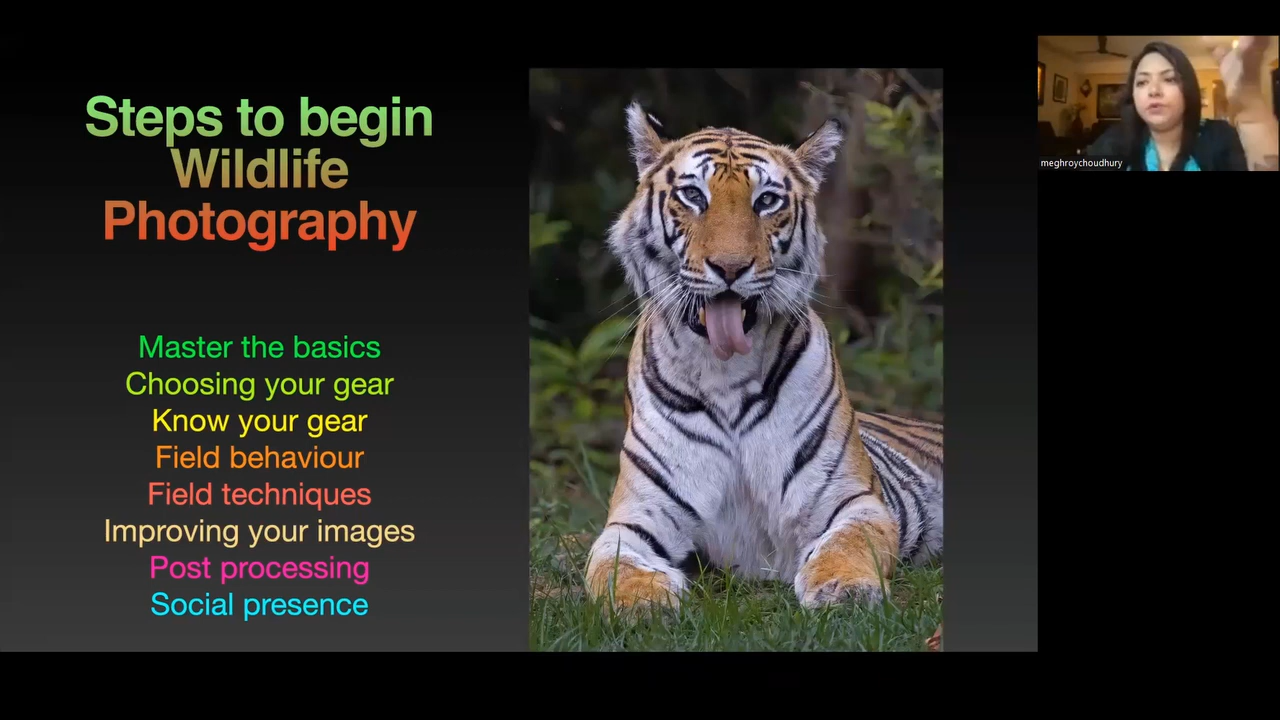 Steps to begin
Wildlife
Photography
Master the basics
Choosing your gear
Know your gear
Field behaviour
Field techniques
Improving your images
Post processing
Social presence
meghroychoudhury